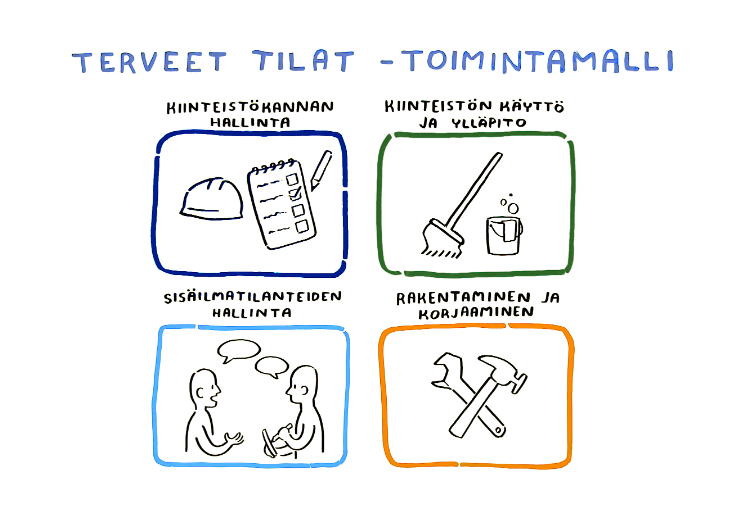 TERVEET TILAT -TOIMINTAMALLI
KIINTEISTÖKANNAN
HALLINTA
KIINTEISTÖN KÄYTTÖ
JA YLLÄPITO
SISÄILMATILANTEIDEN
HALLINTA
RAKENTAMINEN JA
KORJAAMINEN